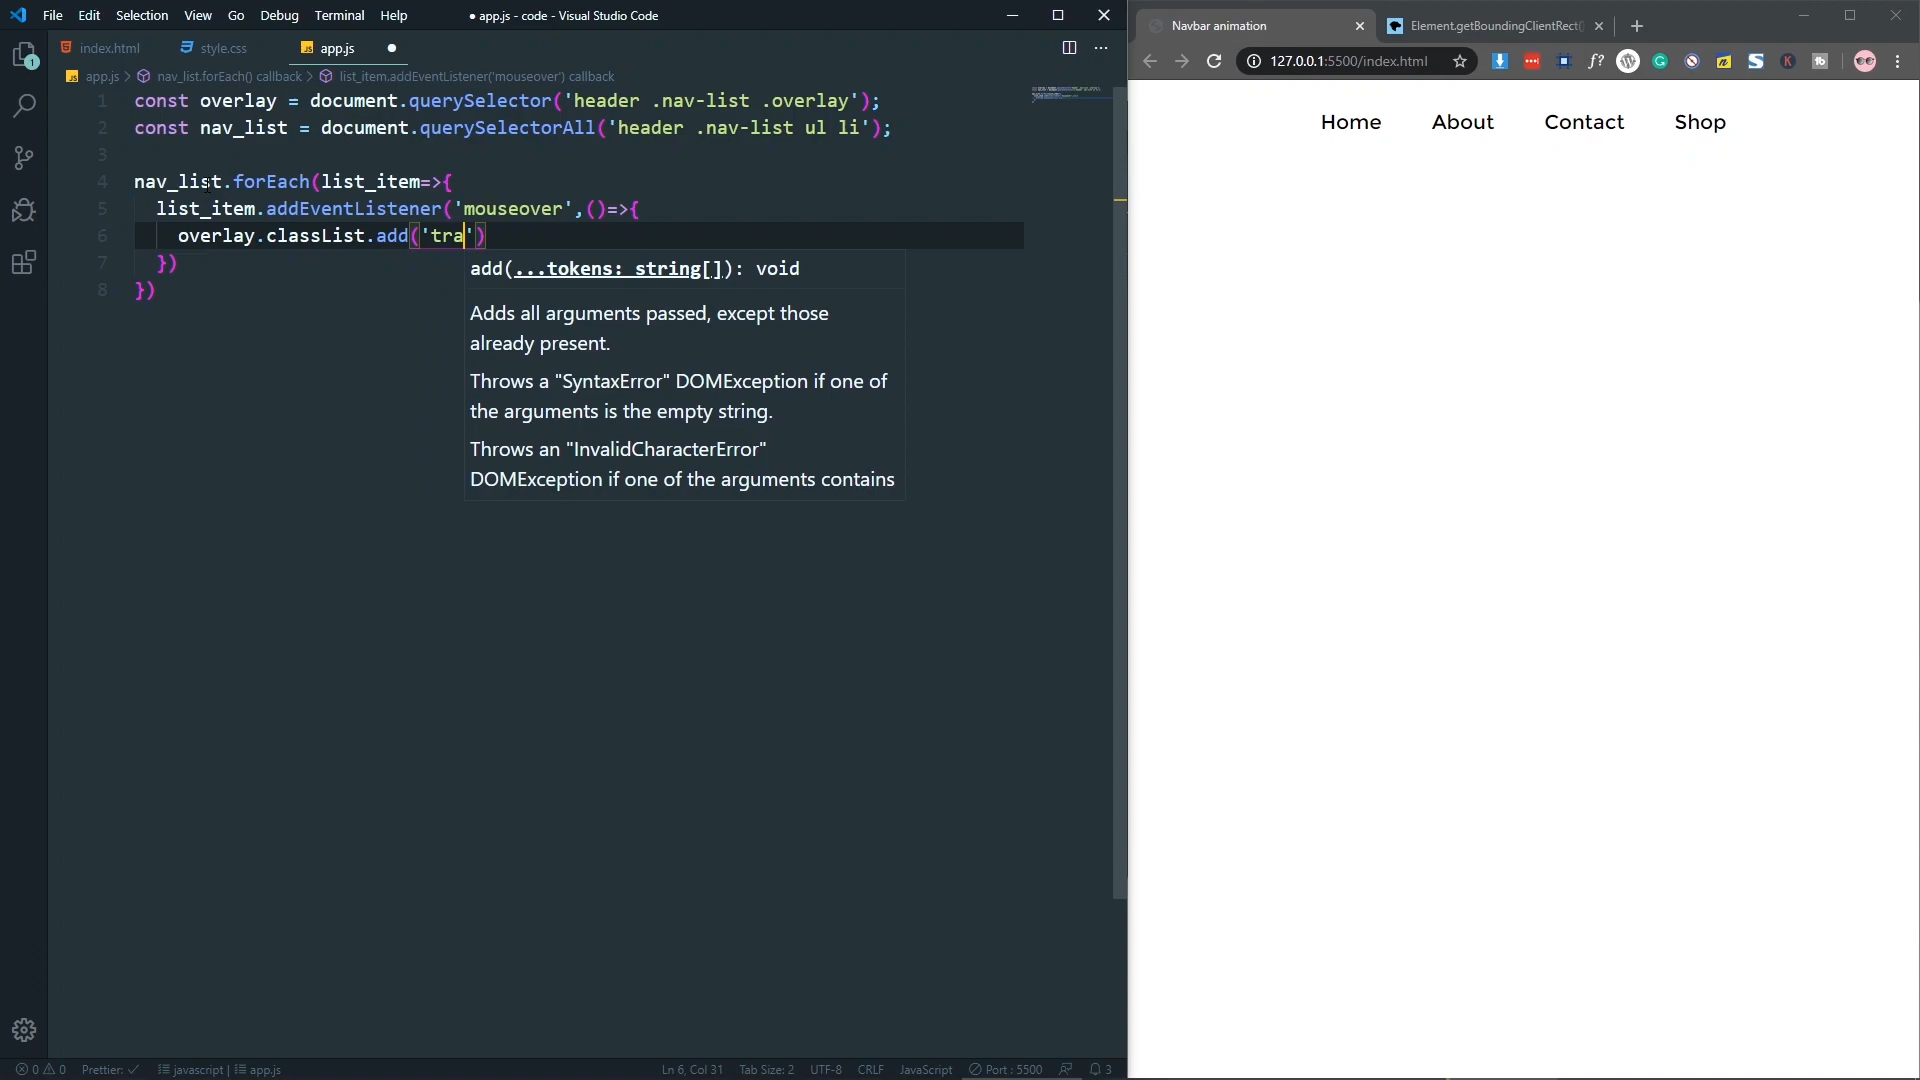 File Edit Selection View Go Debug Terminal Help
● app.js - code - Visual Studio Code
index.html style.css app.js
app.js > nav_list.forEach() callback > list_item.addEventListener('mouseover') callback
1 const overlay = document.querySelector('header .nav-list .overlay');
2 const nav_list = document.querySelectorAll('header .nav-list ul li');
3
4 nav_list.forEach(list_item=>{
5 list_item.addEventListener('mouseover',()=>{
6 overlay.classList.add('tra')
7 })
8 })
add(...tokens: string[]): void
Adds all arguments passed, except those
already present.
Throws a "SyntaxError" DOMException if one of
the arguments is the empty string.
Throws an "InvalidCharacterError"
DOMException if one of the arguments contains
1
0 0 Prettier: ✓ javascript | app.js
Ln 6, Col 31 Tab Size: 2 UTF-8 CRLF JavaScript Port : 5500 3
Navbar animation Element.getBoundingClientRect()
127.0.0.1:5500/index.html
Home About Contact Shop